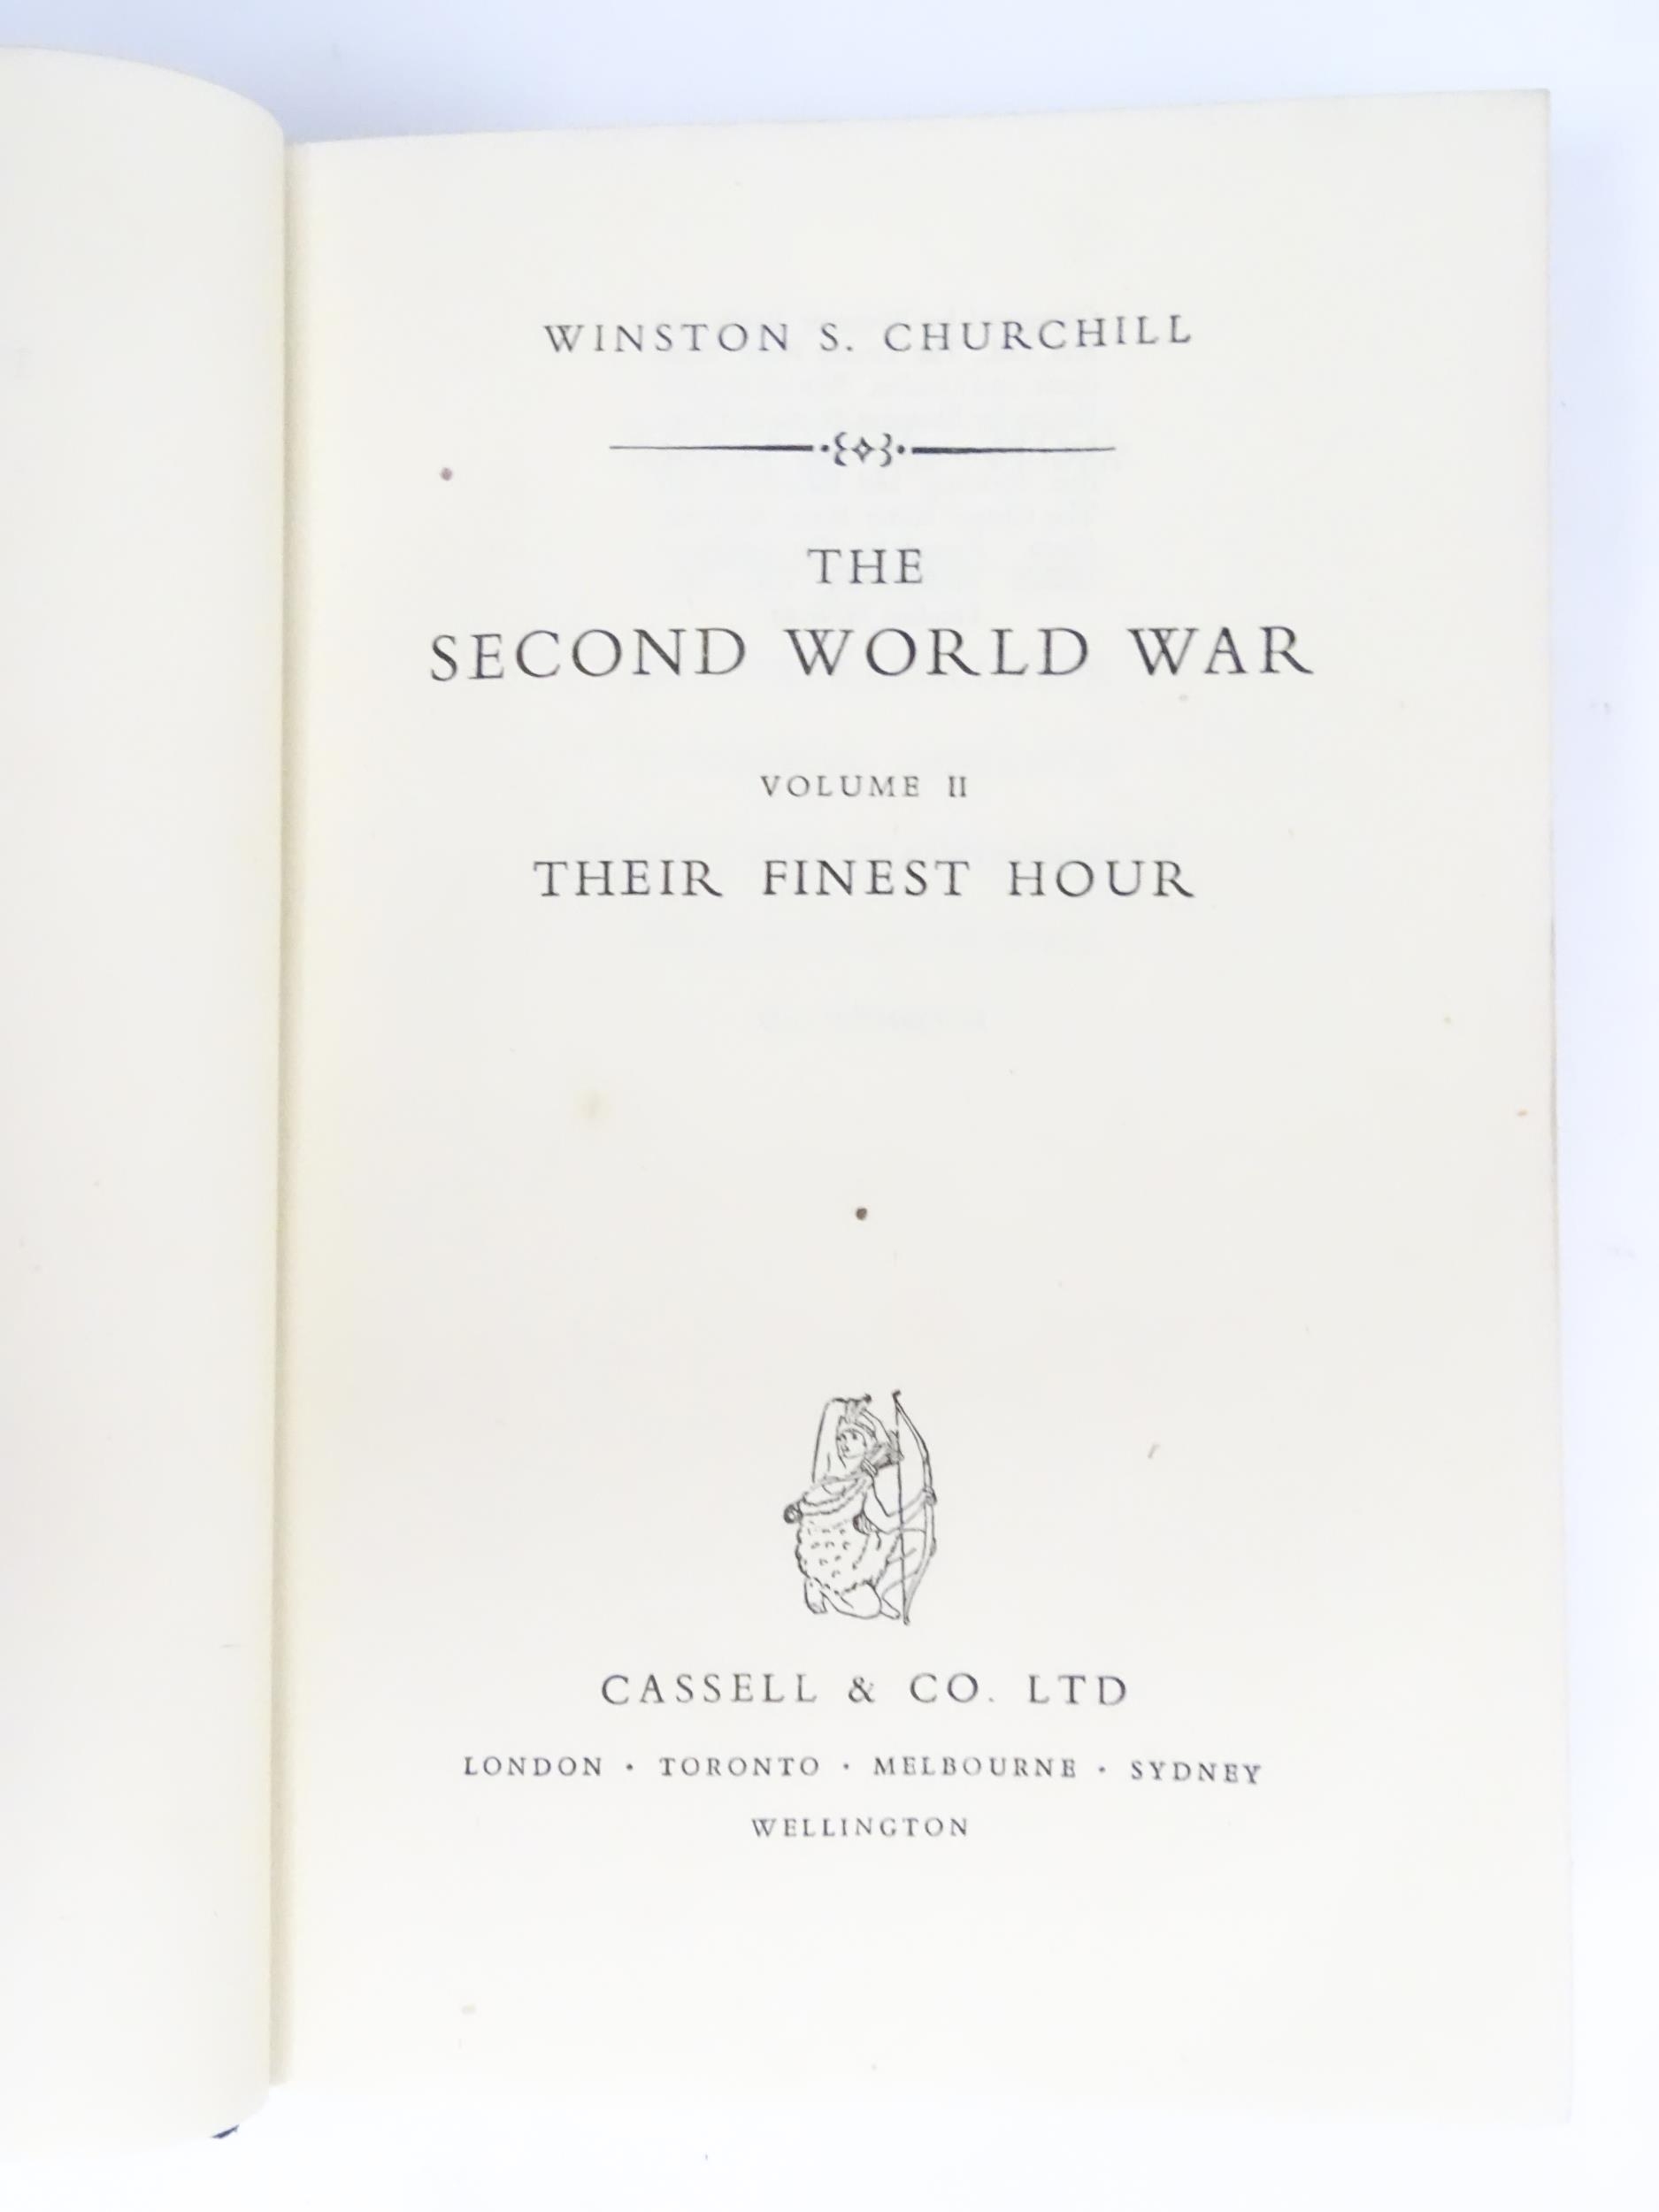 WINSTON S. CHURCHILL
THE
SECOND WORLD WAR
VOLUME II
THEIR FINEST HOUR
CASSELL & CO. LTD
LONDON · TORONTO · MELBOURNE · SYDNEY
WELLINGTON